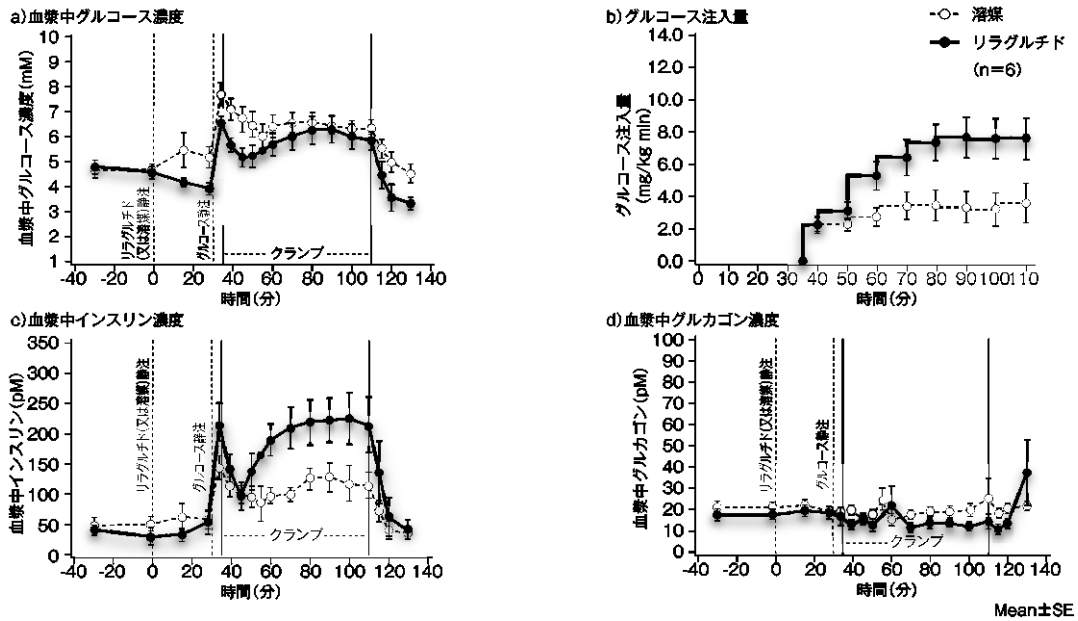 a)血漿中グルコース濃度
血漿中グルコース濃度(mM)
10
9
8
7
6
5
4
3
2
1
リラグルチド
(又は溶媒)静注
グルコース静注
クランプ
-40 -20 0 20 40 60 80 100 120 140
時間(分)
b)グルコース注入量
溶媒
リラグルチド
(n=6)
グルコース注入量
(mg/kg min)
14.0
12.0
10.0
8.0
6.0
4.0
2.0
0.0
0 10 20 30 40 50 60 70 80 90 100 110
時間(分)
c)血漿中インスリン濃度
血漿中インスリン(pM)
350
300
250
200
150
100
50
0
リラグルチド(又は溶媒)静注
グルコース静注
クランプ
-40 -20 0 20 40 60 80 100 120 140
時間(分)
d)血漿中グルカゴン濃度
血漿中グルカゴン(pM)
100
90
80
70
60
50
40
30
20
10
0
リラグルチド(又は溶媒)静注
グルコース静注
クランプ
-40 -20 0 20 40 60 80 100 120 140
時間(分)
Mean±SE